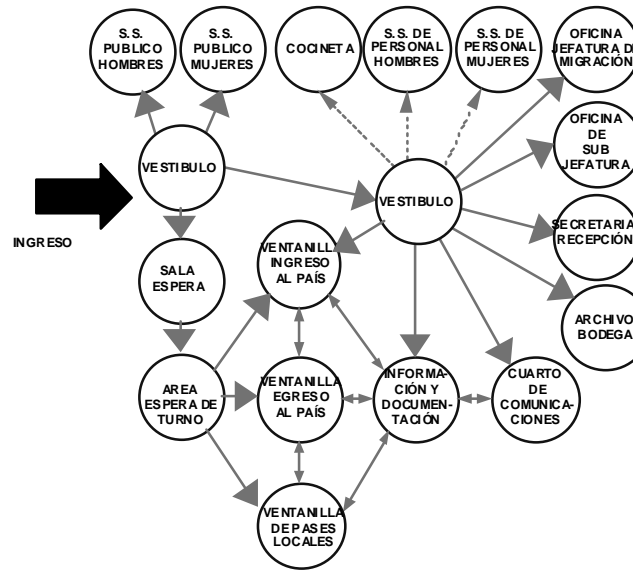 S.S.
PUBLICO
HOMBRES
S.S.
PUBLICO
MUJERES
COCINETA
S.S. DE
PERSONAL
HOMBRES
S.S. DE
PERSONAL
MUJERES
OFICINA
JEFATURA DE
MIGRACIÓN
OFICINA
DE
SUB
JEFATURA
VESTIBULO
VESTIBULO
INGRESO
SECRETARIA
RECEPCIÓN
VENTANILLA
INGRESO
AL PAÍS
SALA
ESPERA
ARCHIVO
BODEGA
AREA
ESPERA DE
TURNO
VENTANILLA
EGRESO
AL PAÍS
INFORMA-
CIÓN Y
DOCUMEN-
TACIÓN
CUARTO
DE
COMUNICA-
CIONES
VENTANILLA
DE PASES
LOCALES